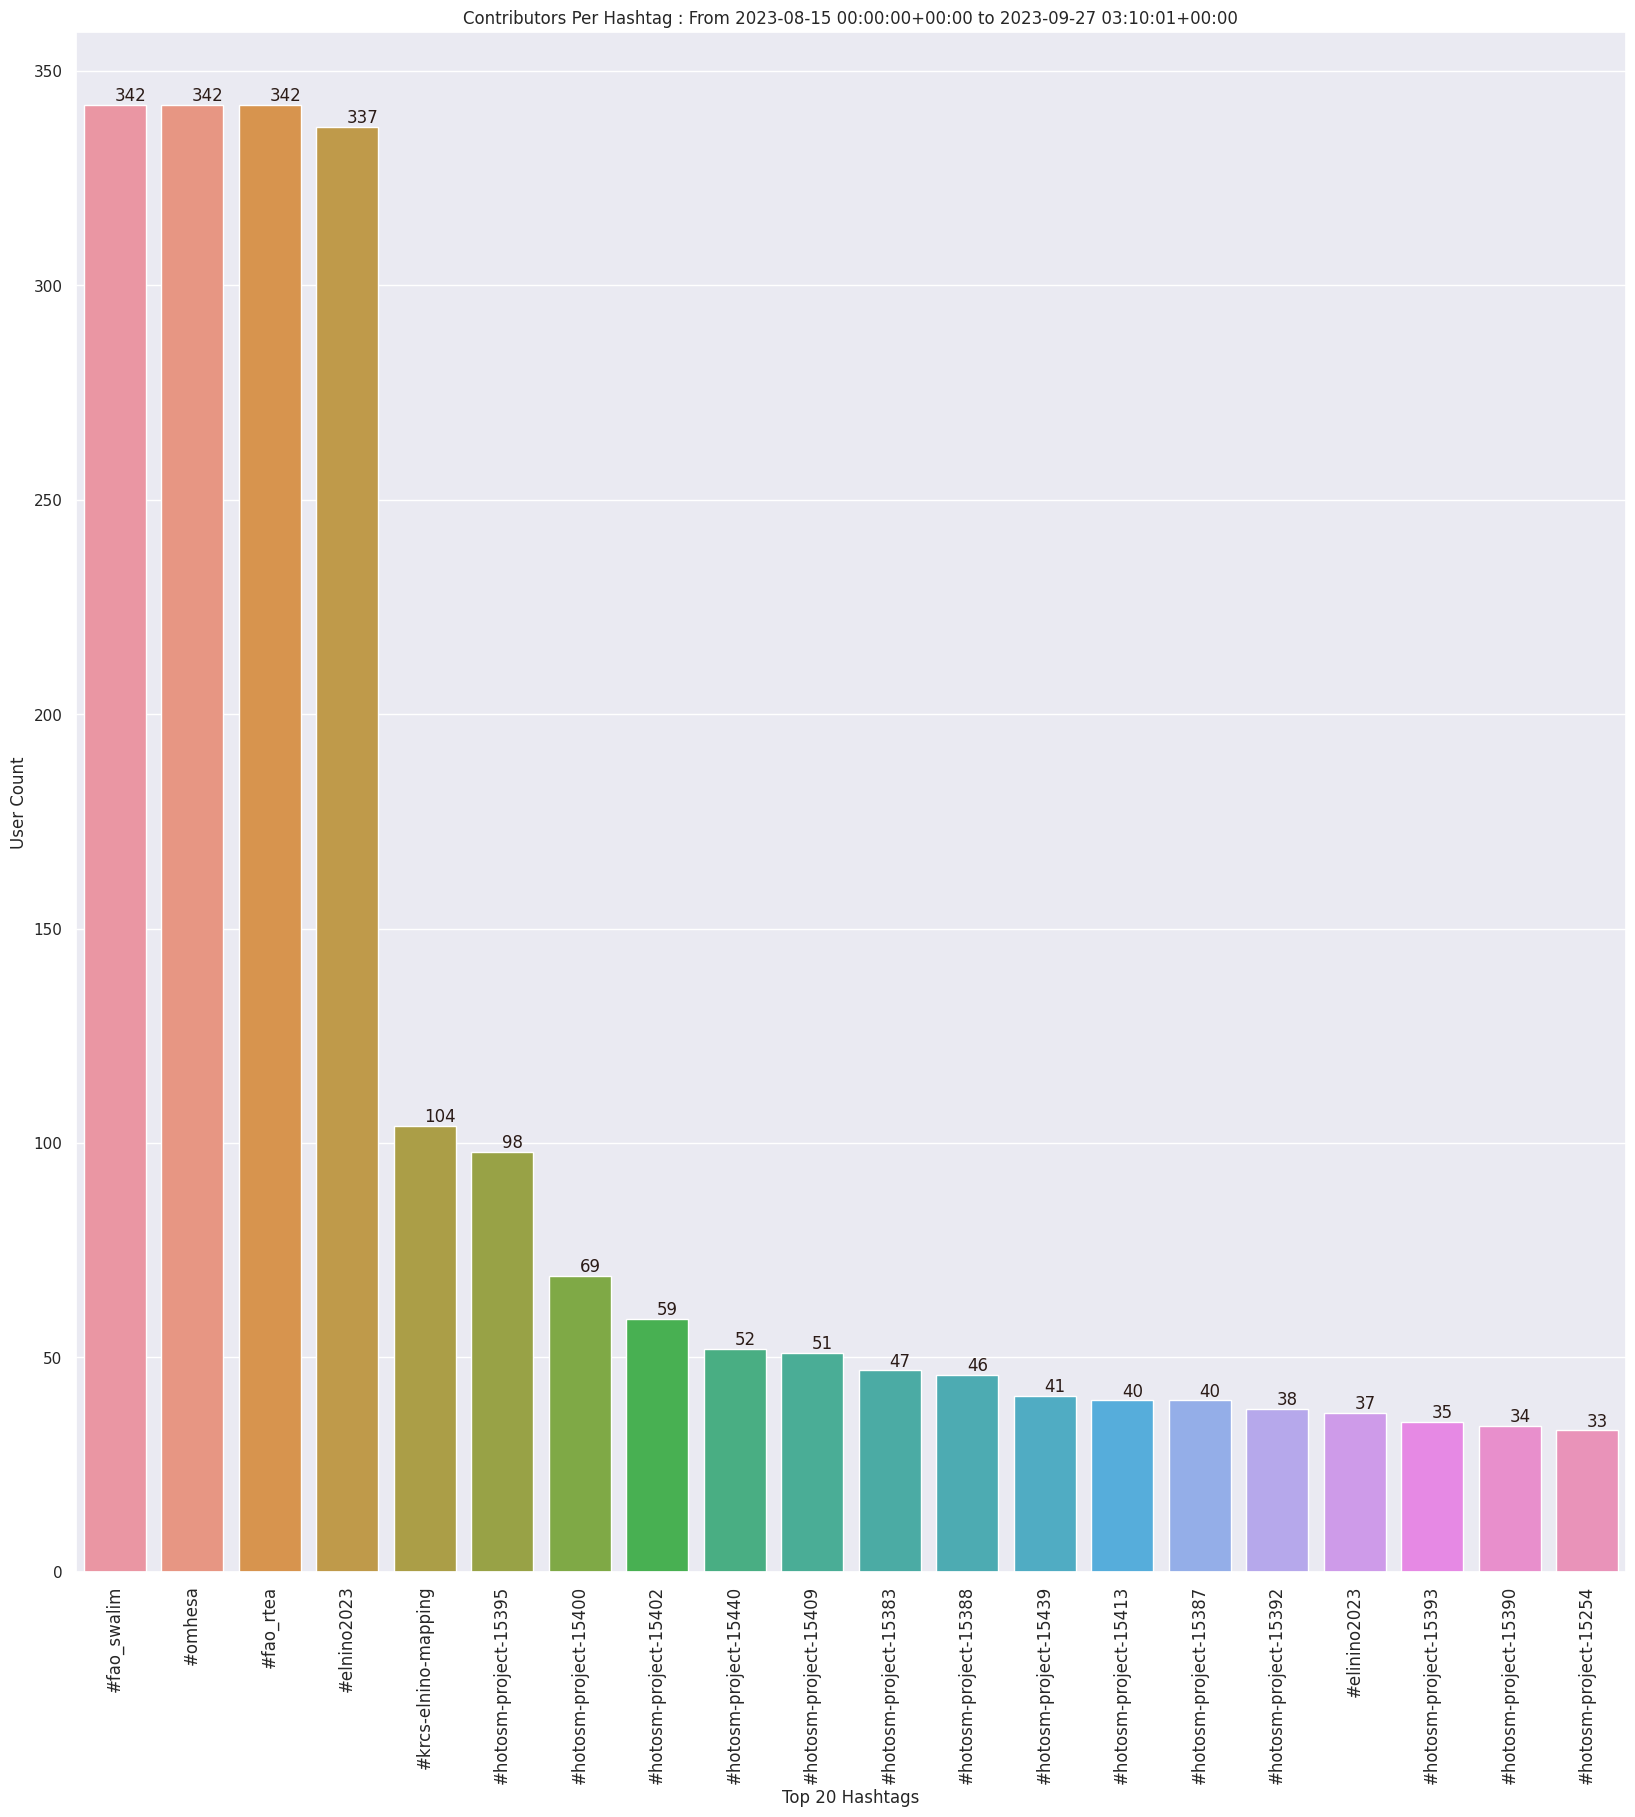 Contributors Per Hashtag : From 2023-08-15 00:00:00+00:00 to 2023-09-27 03:10:01+00:00
350
300
250
200
150
100
50
0
User Count
342
342
342
337
104
98
69
59
52
51
47
46
41
40
40
38
37
35
34
33
#fao_swalim
#omhesa
#fao_rtea
#elnino2023
#krcs-elnino-mapping
#hotosm-project-15395
#hotosm-project-15400
#hotosm-project-15402
#hotosm-project-15440
#hotosm-project-15409
#hotosm-project-15383
#hotosm-project-15388
#hotosm-project-15439
#hotosm-project-15413
#hotosm-project-15387
#hotosm-project-15392
#elinino2023
#hotosm-project-15393
#hotosm-project-15390
#hotosm-project-15254
Top 20 Hashtags